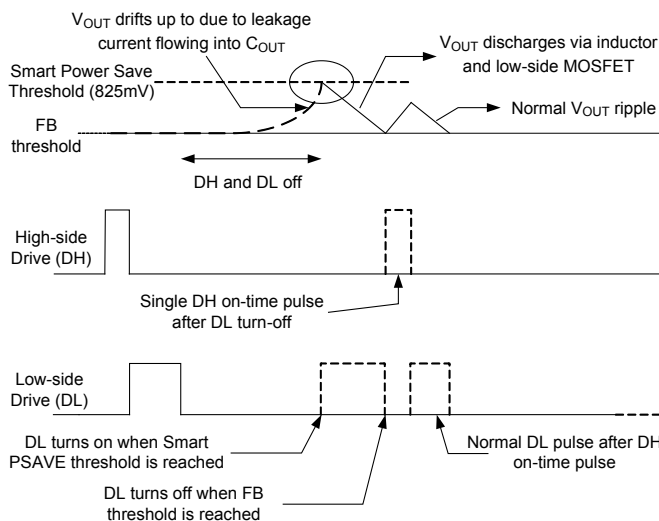 VOUT drifts up to due to leakage
current flowing into COUT
VOUT discharges via inductor
and low-side MOSFET
Smart Power Save
Threshold (825mV)
Normal VOUT ripple
FB
threshold
DH and DL off
High-side
Drive (DH)
Single DH on-time pulse
after DL turn-off
Low-side
Drive (DL)
DL turns on when Smart
PSAVE threshold is reached
Normal DL pulse after DH
on-time pulse
DL turns off when FB
threshold is reached